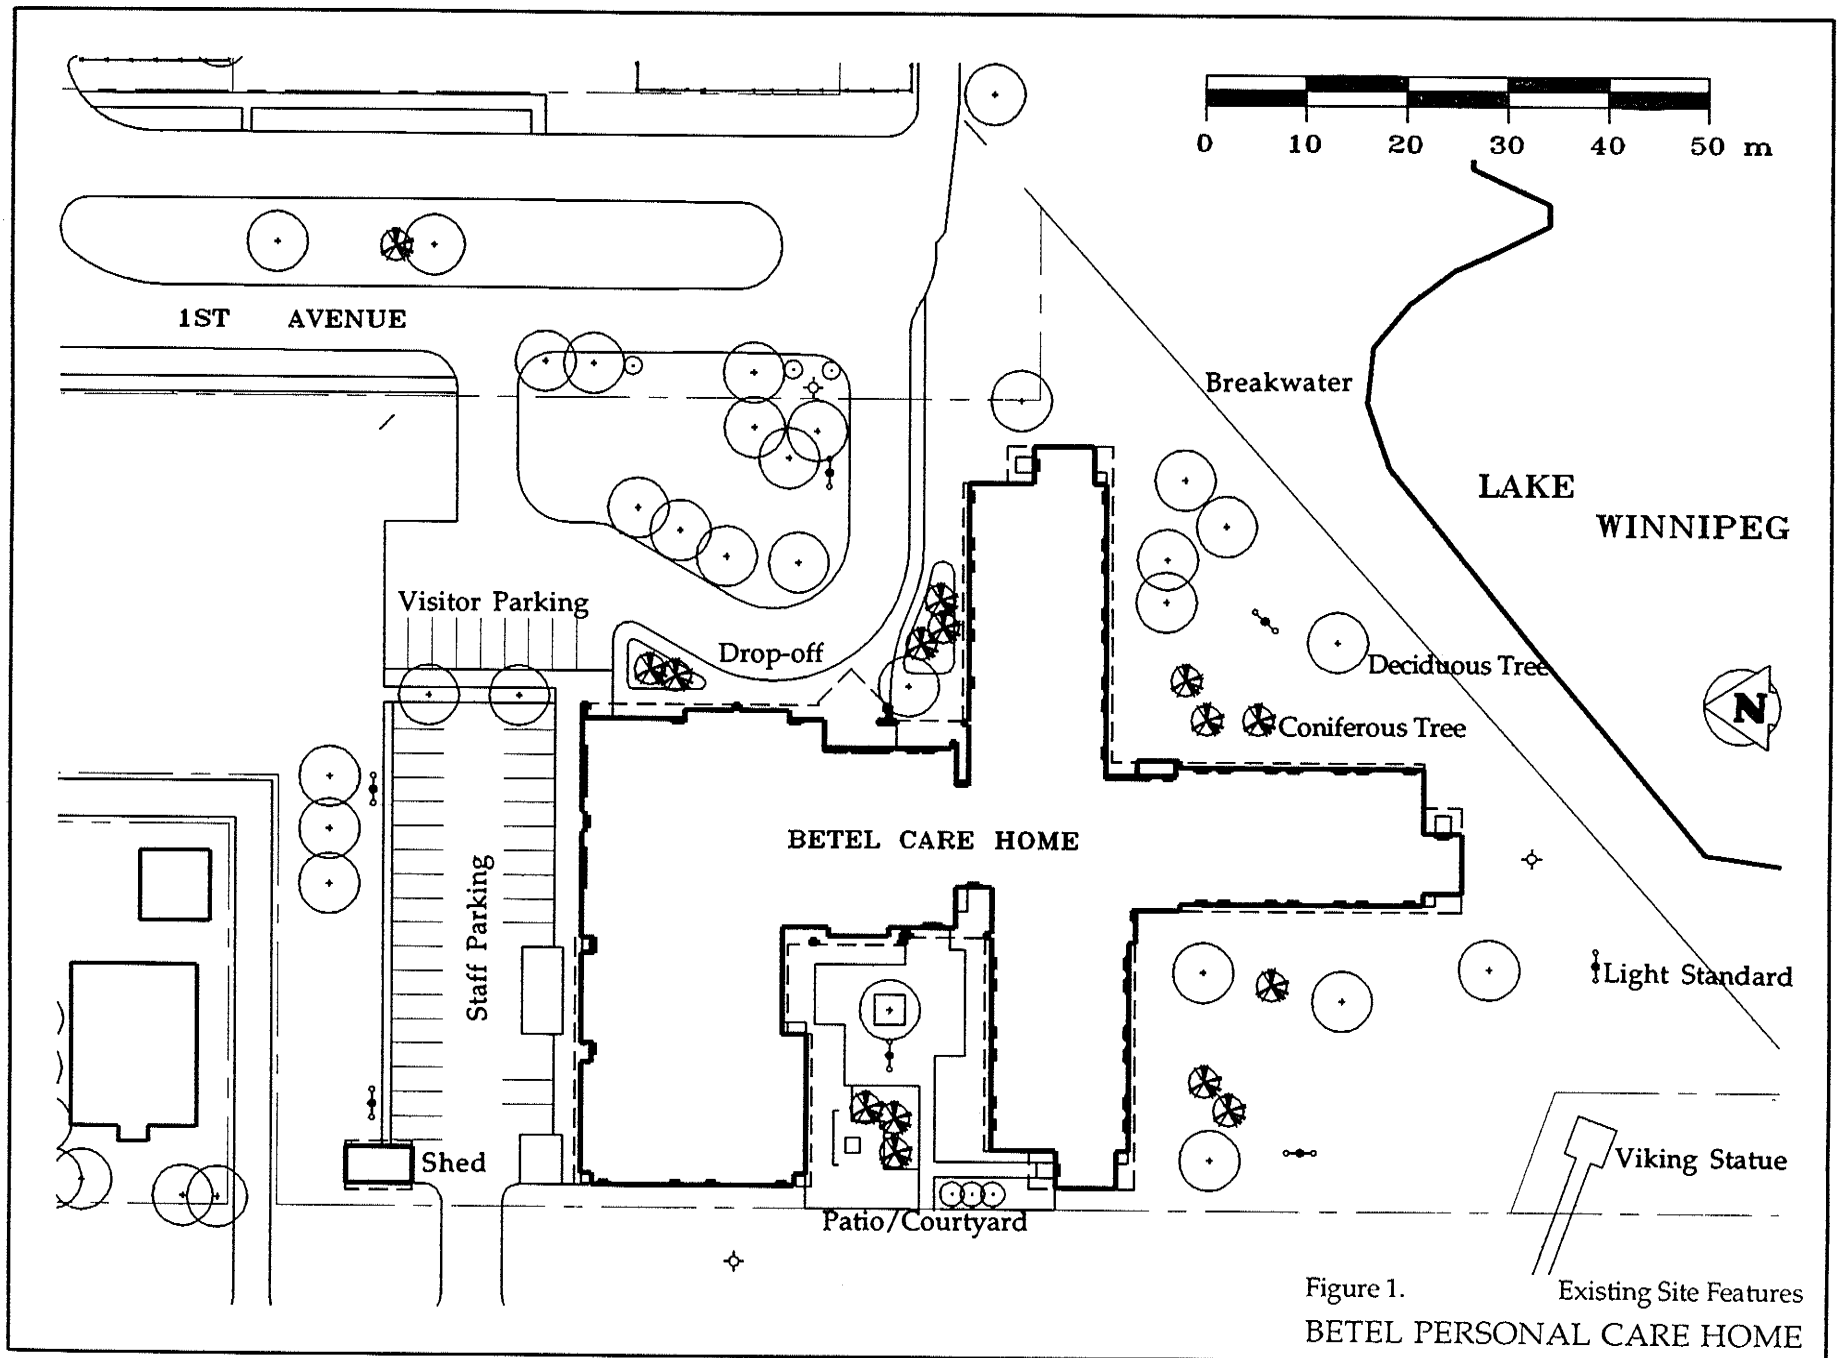 0 10 20 30 40 50 m
1ST AVENUE
Breakwater
LAKE
WINNIPEG
Visitor Parking
Drop-off
Deciduous Tree
N
Coniferous Tree
BETEL CARE HOME
Staff Parking
Light Standard
Shed
Viking Statue
Patio/Courtyard
Figure 1. Existing Site Features
BETEL PERSONAL CARE HOME